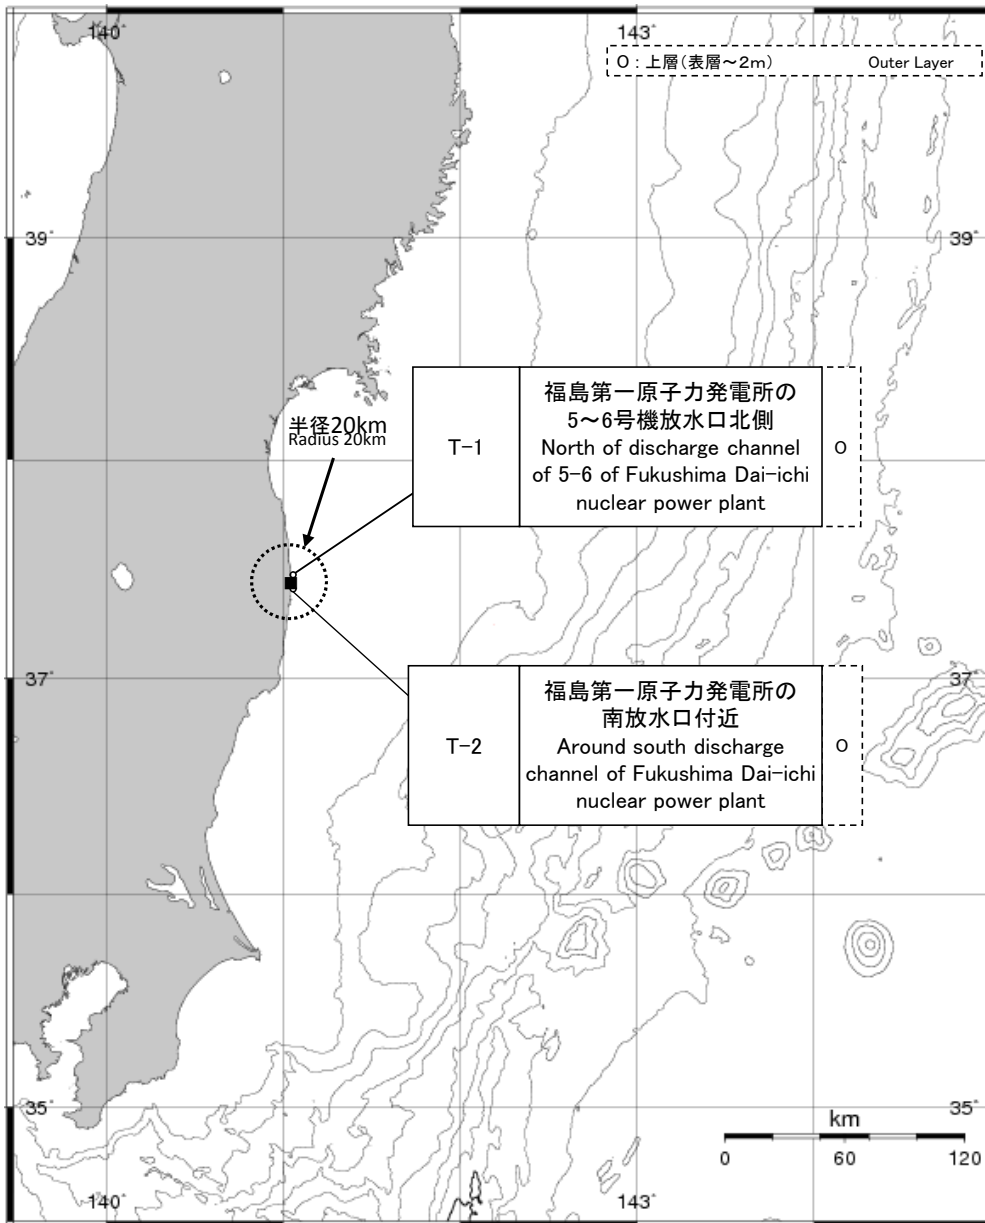 140°
143°
O : 上層(表層～2m) Outer Layer
39°
39°
半径20km
Radius 20km
T-1
福島第一原子力発電所の
5～6号機放水口北側
North of discharge channel
of 5-6 of Fukushima Dai-ichi
nuclear power plant
O
37°
37°
T-2
福島第一原子力発電所の
南放水口付近
Around south discharge
channel of Fukushima Dai-ichi
nuclear power plant
O
35°
35°
km
0 60 120
140°
143°